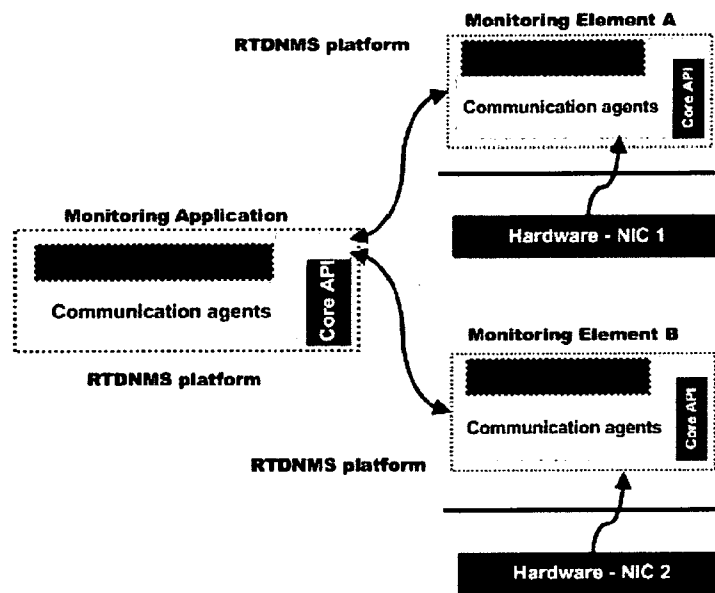 Monitoring Element A
RTDNMS platform
Communication agents
Core API
Hardware - NIC 1
Monitoring Application
Communication agents
Core API
RTDNMS platform
Monitoring Element B
Communication agents
Core API
RTDNMS platform
Hardware - NIC 2